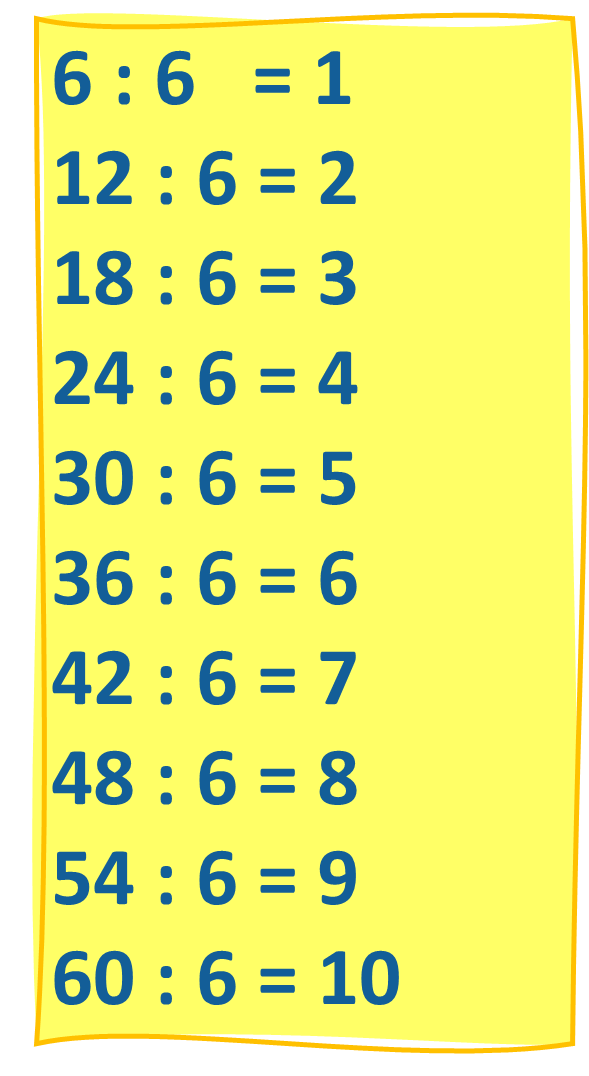 6 : 6 = 1
12 : 6 = 2
18 : 6 = 3
24 : 6 = 4
30 : 6 = 5
36 : 6 = 6
42 : 6 = 7
48 : 6 = 8
54 : 6 = 9
60 : 6 = 10